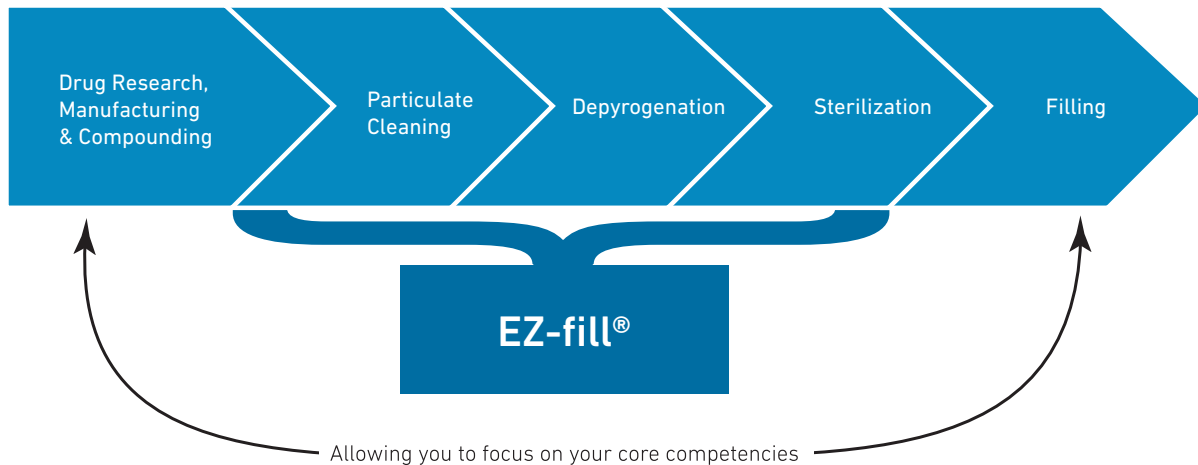 Drug Research,
Manufacturing
& Compounding
Particulate
Cleaning
Depyrogenation
Sterilization
Filling
EZ-fill®
Allowing you to focus on your core competencies